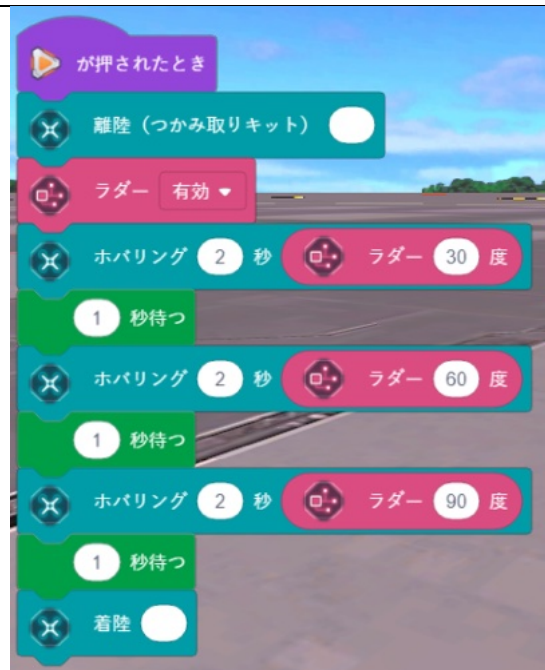 が押されたとき
離陸(つかみ取りキット)
ラダー 有効
ホバリング 2 秒 ラダー 30 度
1 秒待つ
ホバリング 2 秒 ラダー 60 度
1 秒待つ
ホバリング 2 秒 ラダー 90 度
1 秒待つ
着陸